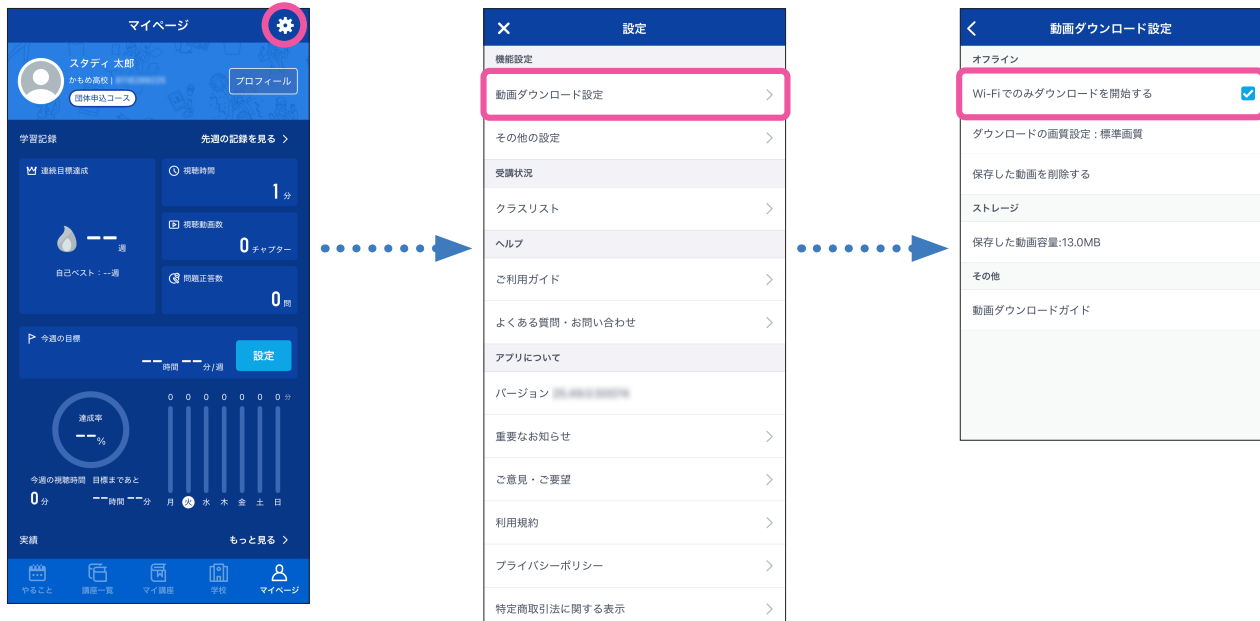 マイページ
スタディ 太郎
かもめ高校 |
プロフィール
団体申込コース
学習記録
先週の記録を見る
連続目標達成
--週
自己ベスト：--週
視聴時間
1分
視聴動画数
0チャプター
問題正答数
0問
今週の目標
--時間--分/週
設定
達成率
--%
0 0 0 0 0 0 0分
今週の視聴時間 目標まであと
0分 --時間--分
月 火 水 木 金 土 日
実績
もっと見る
やること 講座一覧 マイ講座 学校 マイページ
設定
機能設定
動画ダウンロード設定
その他の設定
受講状況
クラスリスト
ヘルプ
ご利用ガイド
よくある質問・お問い合わせ
アプリについて
バージョン
重要なお知らせ
ご意見・ご要望
利用規約
プライバシーポリシー
特定商取引法に関する表示
動画ダウンロード設定
オフライン
Wi-Fiでのみダウンロードを開始する
ダウンロードの画質設定：標準画質
保存した動画を削除する
ストレージ
保存した動画容量:13.0MB
その他
動画ダウンロードガイド